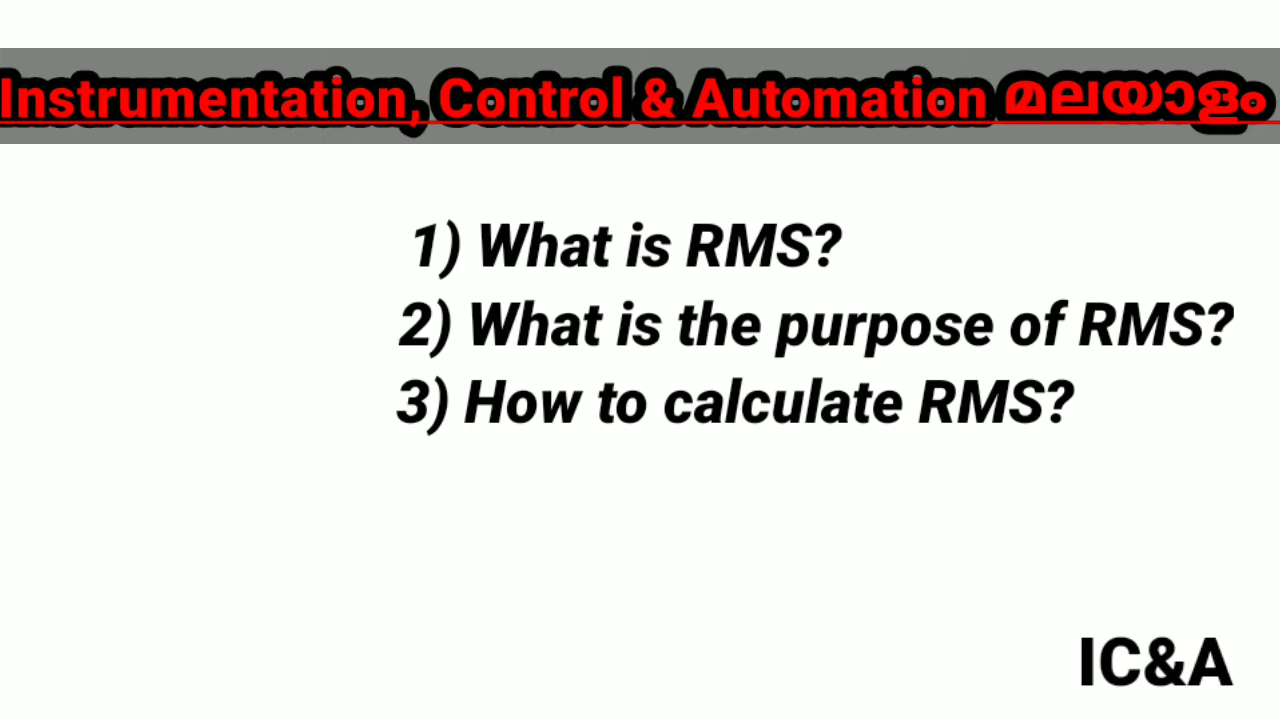 Instrumentation, Control & Automation മലയാളം
1) What is RMS?
2) What is the purpose of RMS?
3) How to calculate RMS?
IC&A